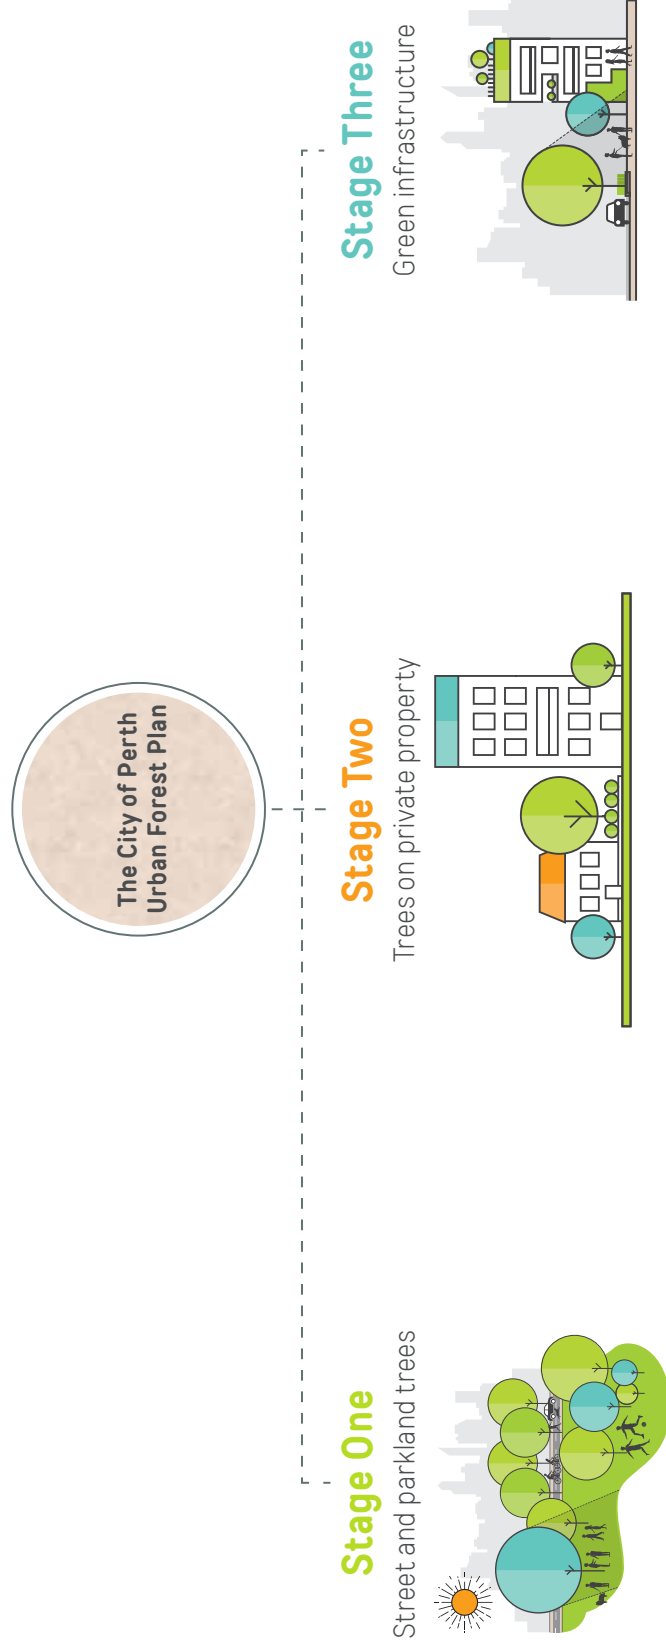 The City of Perth
Urban Forest Plan
Stage One
Street and parkland trees
Stage Two
Trees on private property
Stage Three
Green infrastructure